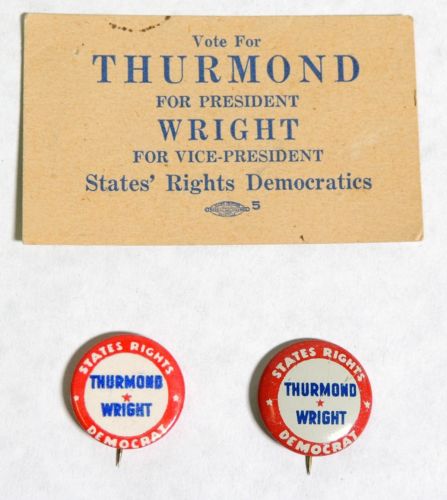 Vote For
THURMOND
FOR PRESIDENT
WRIGHT
FOR VICE-PRESIDENT
States' Rights Democratics
5
STATES RIGHTS
THURMOND
WRIGHT
DEMOCRAT
STATES RIGHTS
THURMOND
WRIGHT
DEMOCRAT